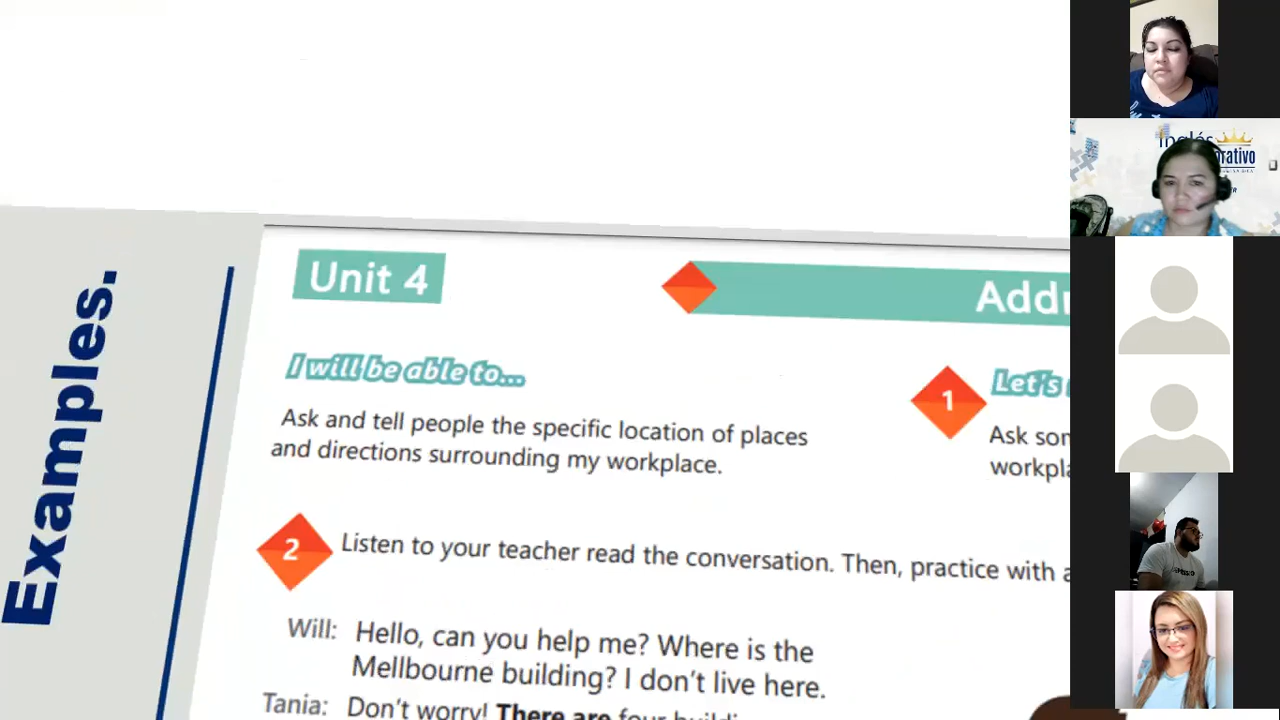 Examples.
Unit 4
I will be able to...
Ask and tell people the specific location of places
and directions surrounding my workplace.
1
2
Listen to your teacher read the conversation. Then, practice with a
Will: Hello, can you help me? Where is the
Mellbourne building? I don't live here.
Tania: Don't worry! There are four
Let's
Ask
Inglés